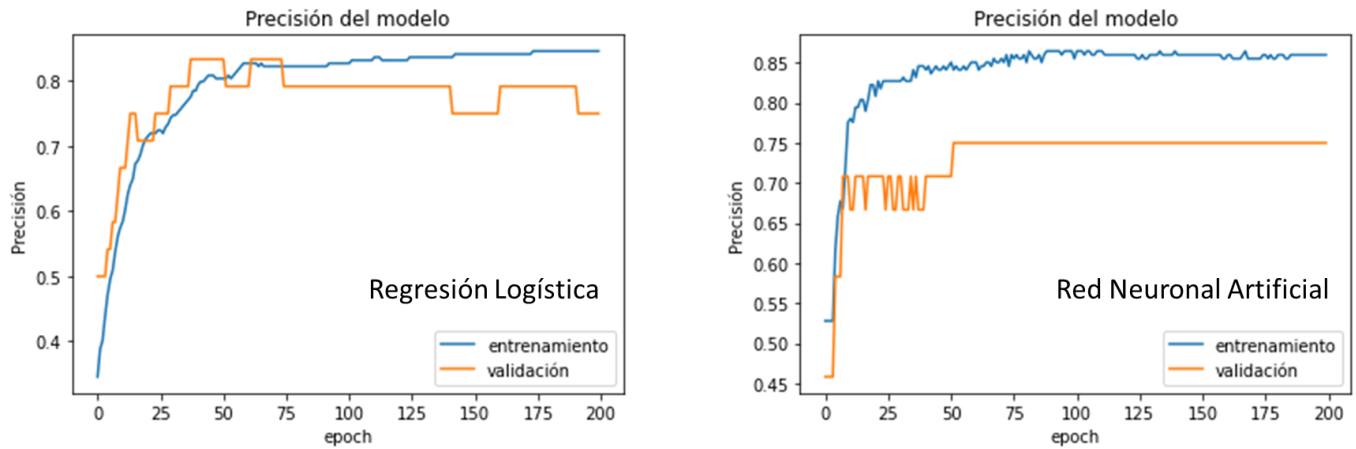 Precisión del modelo
Precisión
0.8
0.7
0.6
0.5
0.4
Regresión Logística
entrenamiento
validación
0 25 50 75 100 125 150 175 200
epoch
Precisión del modelo
Precisión
0.85
0.80
0.75
0.70
0.65
0.60
0.55
0.50
0.45
Red Neuronal Artificial
entrenamiento
validación
0 25 50 75 100 125 150 175 200
epoch